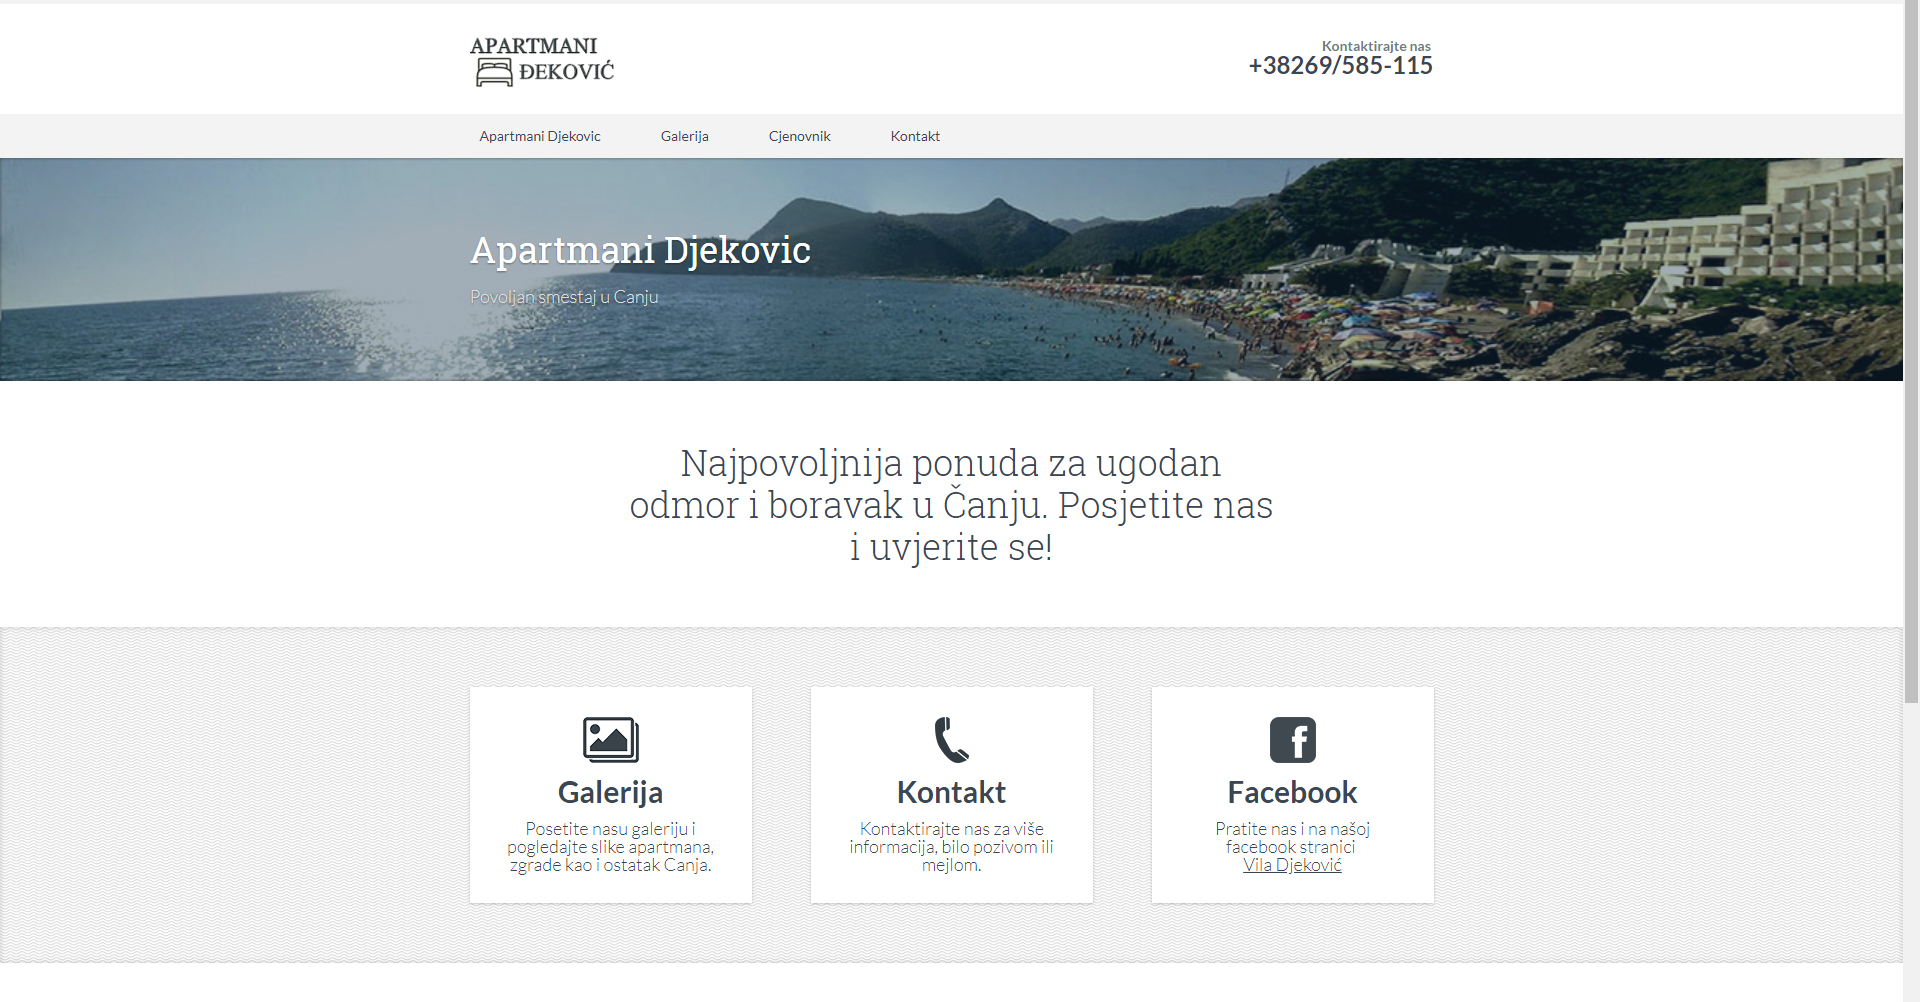 APARTMANI
ĐEKOVIĆ
Kontaktirajte nas
+38269/585-115
Apartmani Djekovic
Galerija
Cjenovnik
Kontakt
Apartmani Djekovic
Povoljan smestaj u Canju
Najpovoljnija ponuda za ugodan
odmor i boravak u Čanju. Posjetite nas
i uvjerite se!
Galerija
Posetite nasu galeriju i
pogledajte slike apartmana,
zgrade kao i ostatak Canja.
Kontakt
Kontaktirajte nas za više
informacija, bilo pozivom ili
mejlom.
Facebook
Pratite nas i na našoj
facebook stranici
Vila Djeković